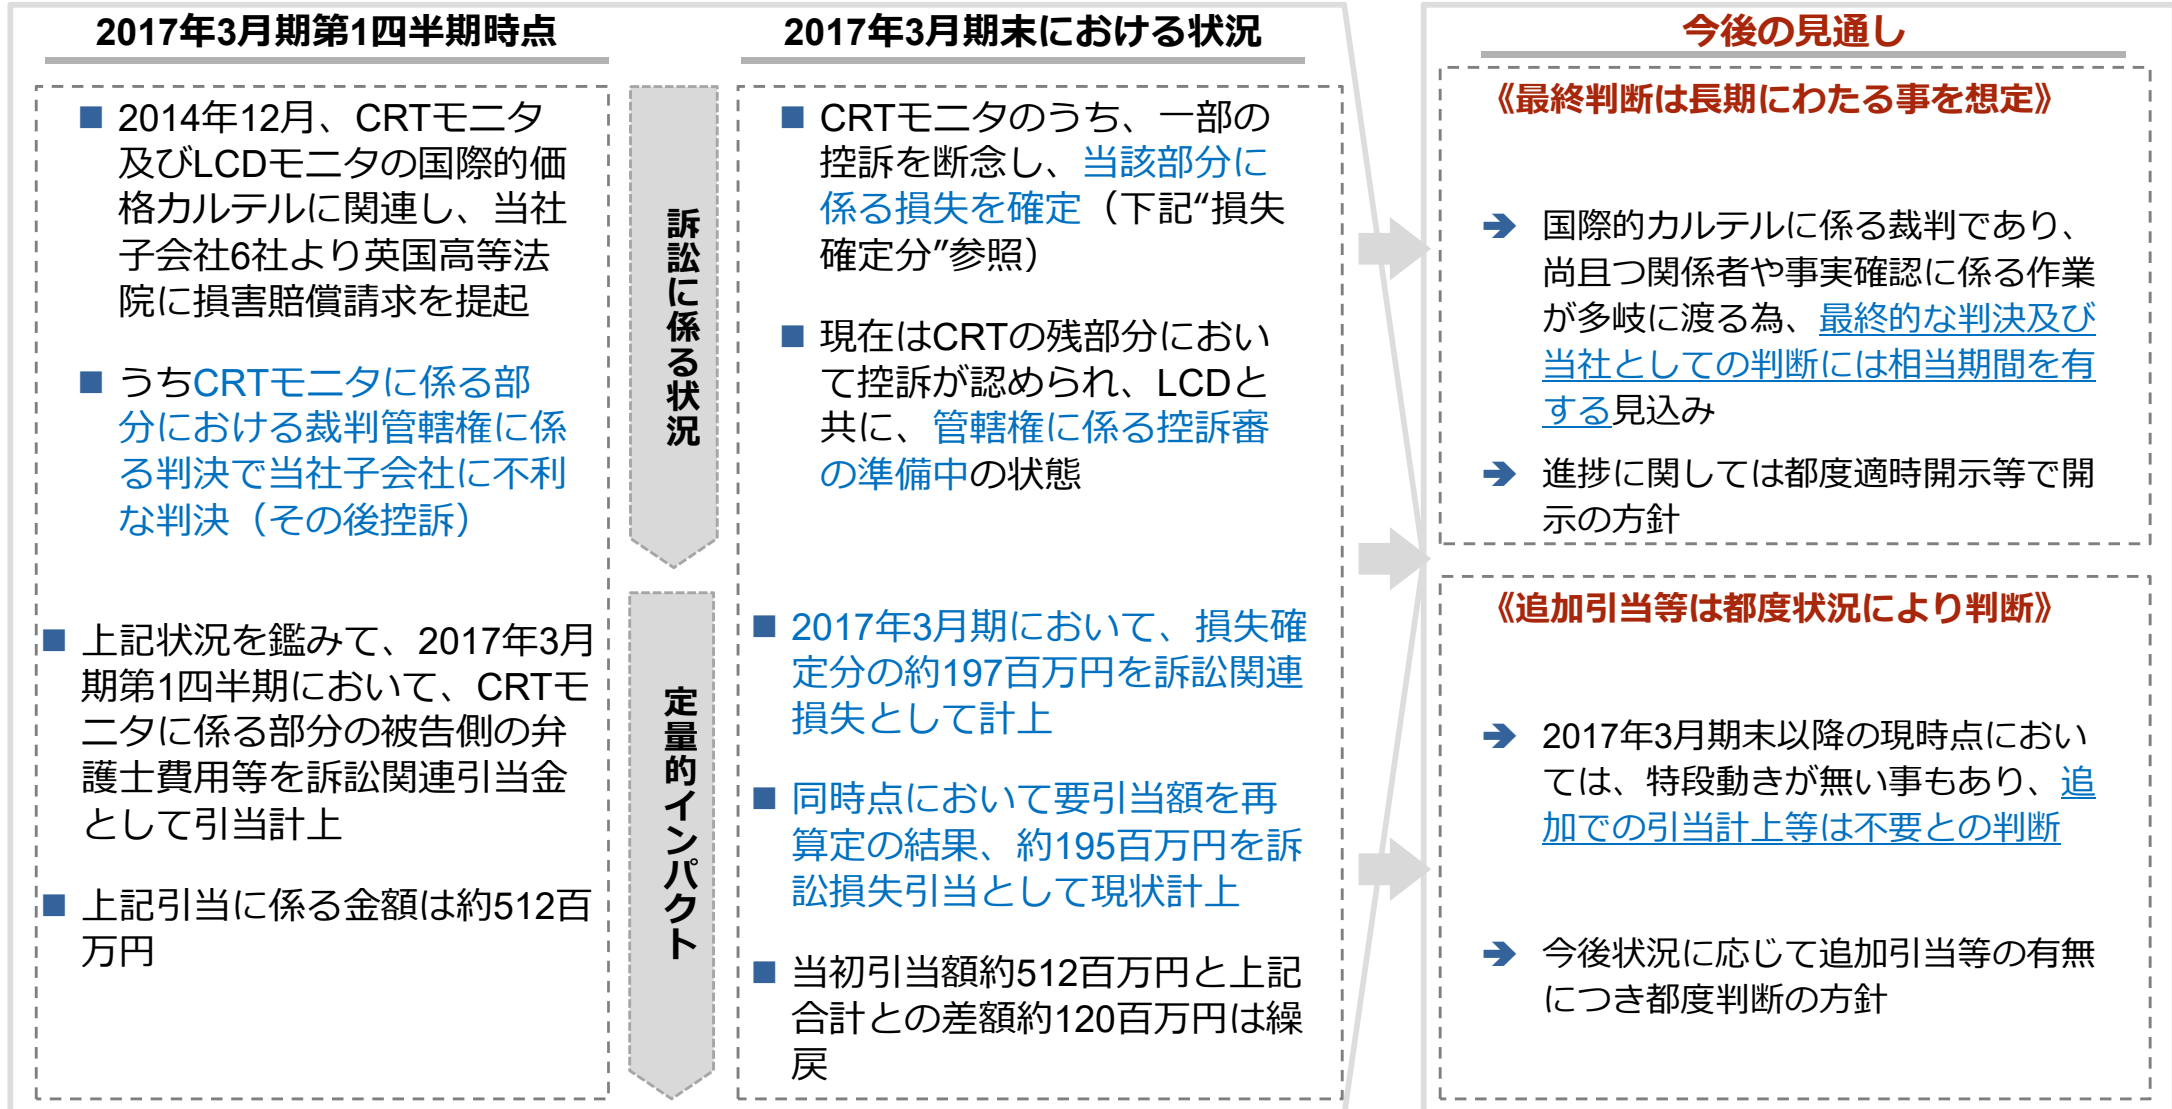 2017年3月期第1四半期時点
■ 2014年12月、CRTモニタ
及びLCDモニタの国際的価
格カルテルに関連し、当社
子会社6社より英国高等法
院に損害賠償請求を提起
■ うちCRTモニタに係る部
分における裁判管轄権に係
る判決で当社子会社に不利
な判決（その後控訴）
■ 上記状況を鑑みて、2017年3月
期第1四半期において、CRTモ
ニタに係る部分の被告側の弁
護士費用等を訴訟関連引当金
として引当計上
■ 上記引当に係る金額は約512百
万円
訴訟に係る状況
定量的インパクト
2017年3月期末における状況
■ CRTモニタのうち、一部の
控訴を断念し、当該部分に
係る損失を確定（下記“損失
確定分”参照）
■ 現在はCRTの残部分におい
て控訴が認められ、LCDと
共に、管轄権に係る控訴審
の準備中の状態
■ 2017年3月期において、損失確
定分の約197百万円を訴訟関連
損失として計上
■ 同時点において要引当額を再
算定の結果、約195百万円を訴
訟損失引当として現状計上
■ 当初引当額約512百万円と上記
合計との差額約120百万円は繰
戻
今後の見通し
《最終判断は長期にわたる事を想定》
➔ 国際的カルテルに係る裁判であり、
尚且つ関係者や事実確認に係る作業
が多岐に渡る為、最終的な判決及び
当社としての判断には相当期間を有
する見込み
➔ 進捗に関しては都度適時開示等で開
示の方針
《追加引当等は都度状況により判断》
➔ 2017年3月期末以降の現時点におい
ては、特段動きが無い事もあり、追
加での引当計上等は不要との判断
➔ 今後状況に応じて追加引当等の有無
につき都度判断の方針